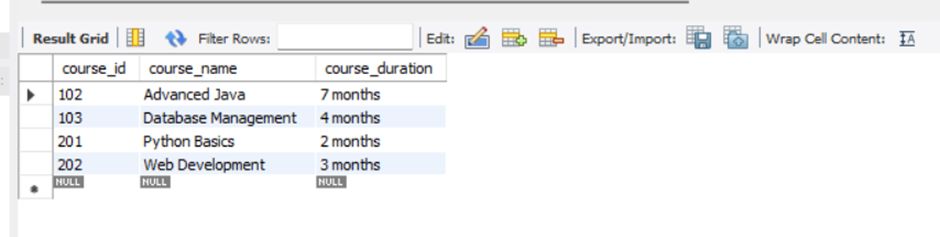 Result Grid Filter Rows: Edit: Export/Import: Wrap Cell Content: IA
course_id course_name course_duration
102 Advanced Java 7 months
103 Database Management 4 months
201 Python Basics 2 months
202 Web Development 3 months
NULL NULL NULL